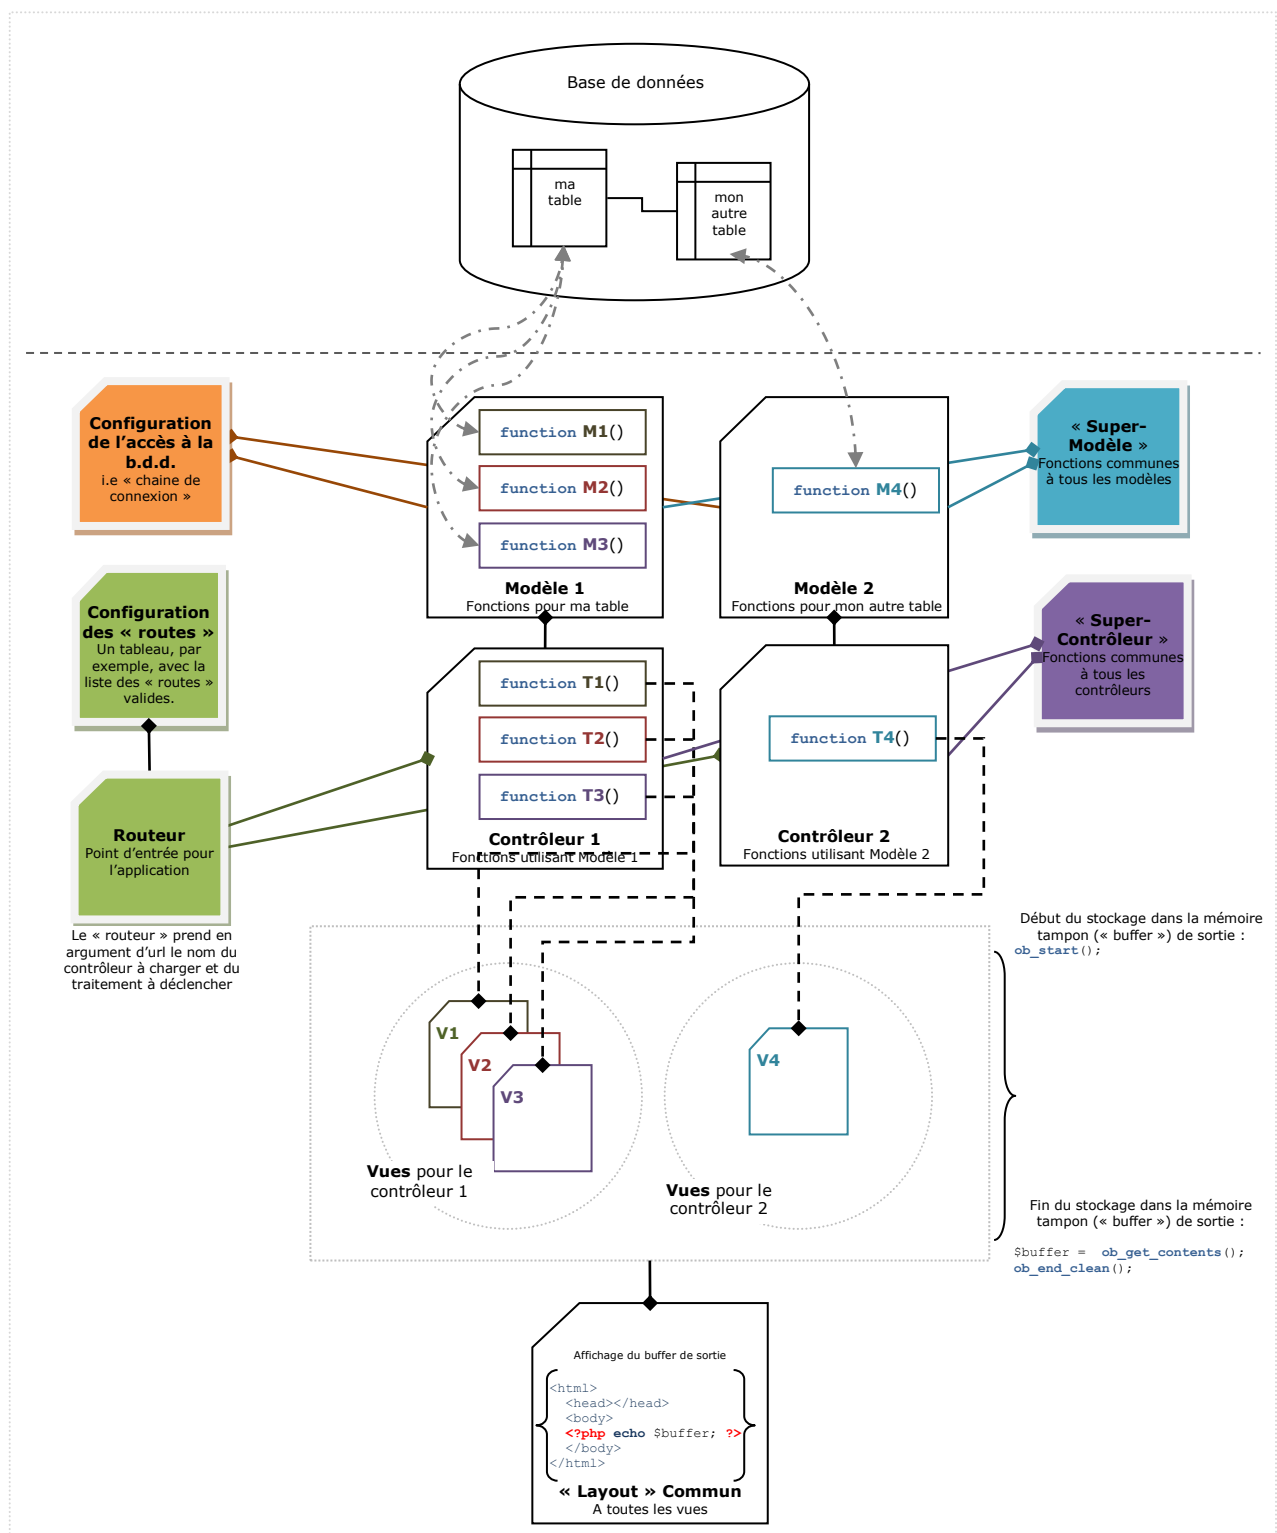 Base de données
ma
table
mon
autre
table
Configuration
de l’accès à la
b.d.d.
i.e « chaine de
connexion »
function M1()
function M2()
function M3()
Modèle 1
Fonctions pour ma table
function M4()
Modèle 2
Fonctions pour mon autre table
« Super-
Modèle »
Fonctions communes
à tous les modèles
Configuration
des « routes »
Un tableau, par
exemple, avec la
liste des « routes »
valides.
« Super-
Contrôleur »
Fonctions communes
à tous les
contrôleurs
function T1()
function T2()
function T3()
Contrôleur 1
Fonctions utilisant Modèle 1
function T4()
Contrôleur 2
Fonctions utilisant Modèle 2
Routeur
Point d’entrée pour
l’application
Le « routeur » prend en
argument d’url le nom du
contrôleur à charger et du
traitement à déclencher
Début du stockage dans la mémoire
tampon (« buffer ») de sortie :
ob_start();
V1
V2
V3
V4
Vues pour le
contrôleur 1
Vues pour le
contrôleur 2
Fin du stockage dans la mémoire
tampon (« buffer ») de sortie :
$buffer = ob_get_contents();
ob_end_clean();
Affichage du buffer de sortie
<html>
<head></head>
<body>
<?php echo $buffer; ?>
</body>
</html>
« Layout » Commun
A toutes les vues